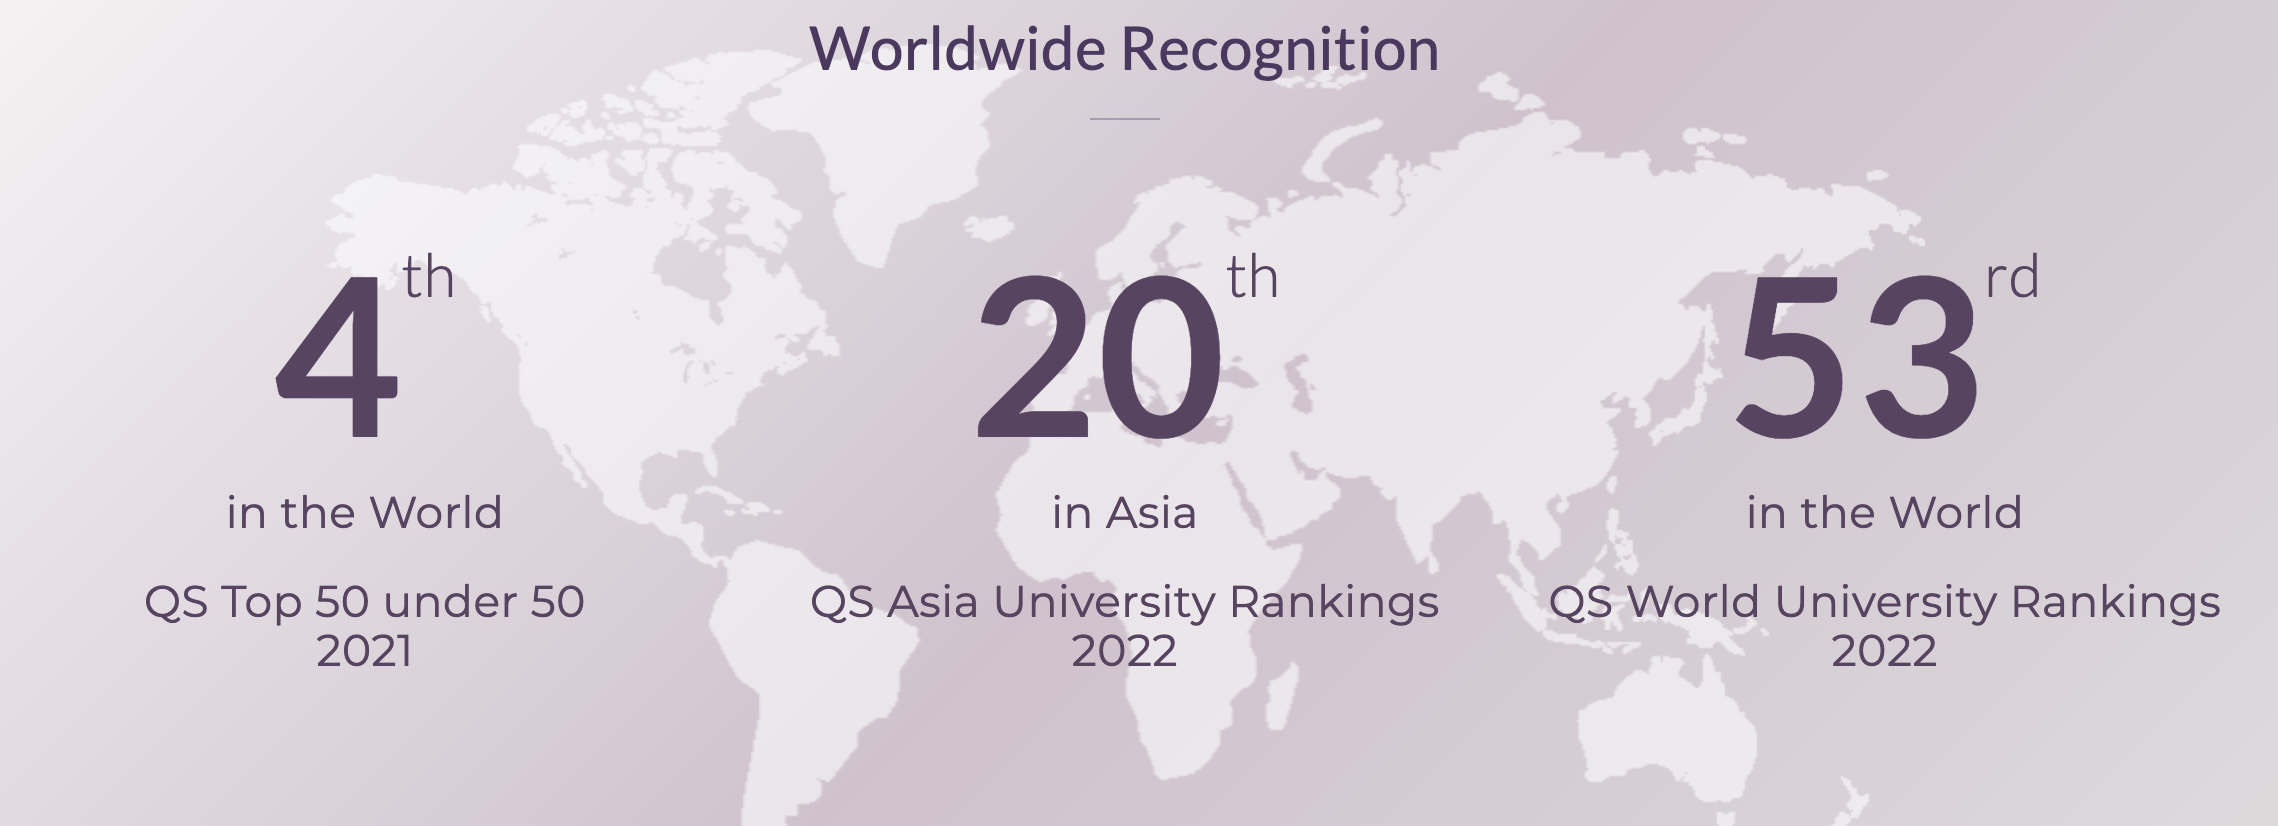 Worldwide Recognition
4th
in the World
QS Top 50 under 50
2021
20th
in Asia
QS Asia University Rankings
2022
53rd
in the World
QS World University Rankings
2022